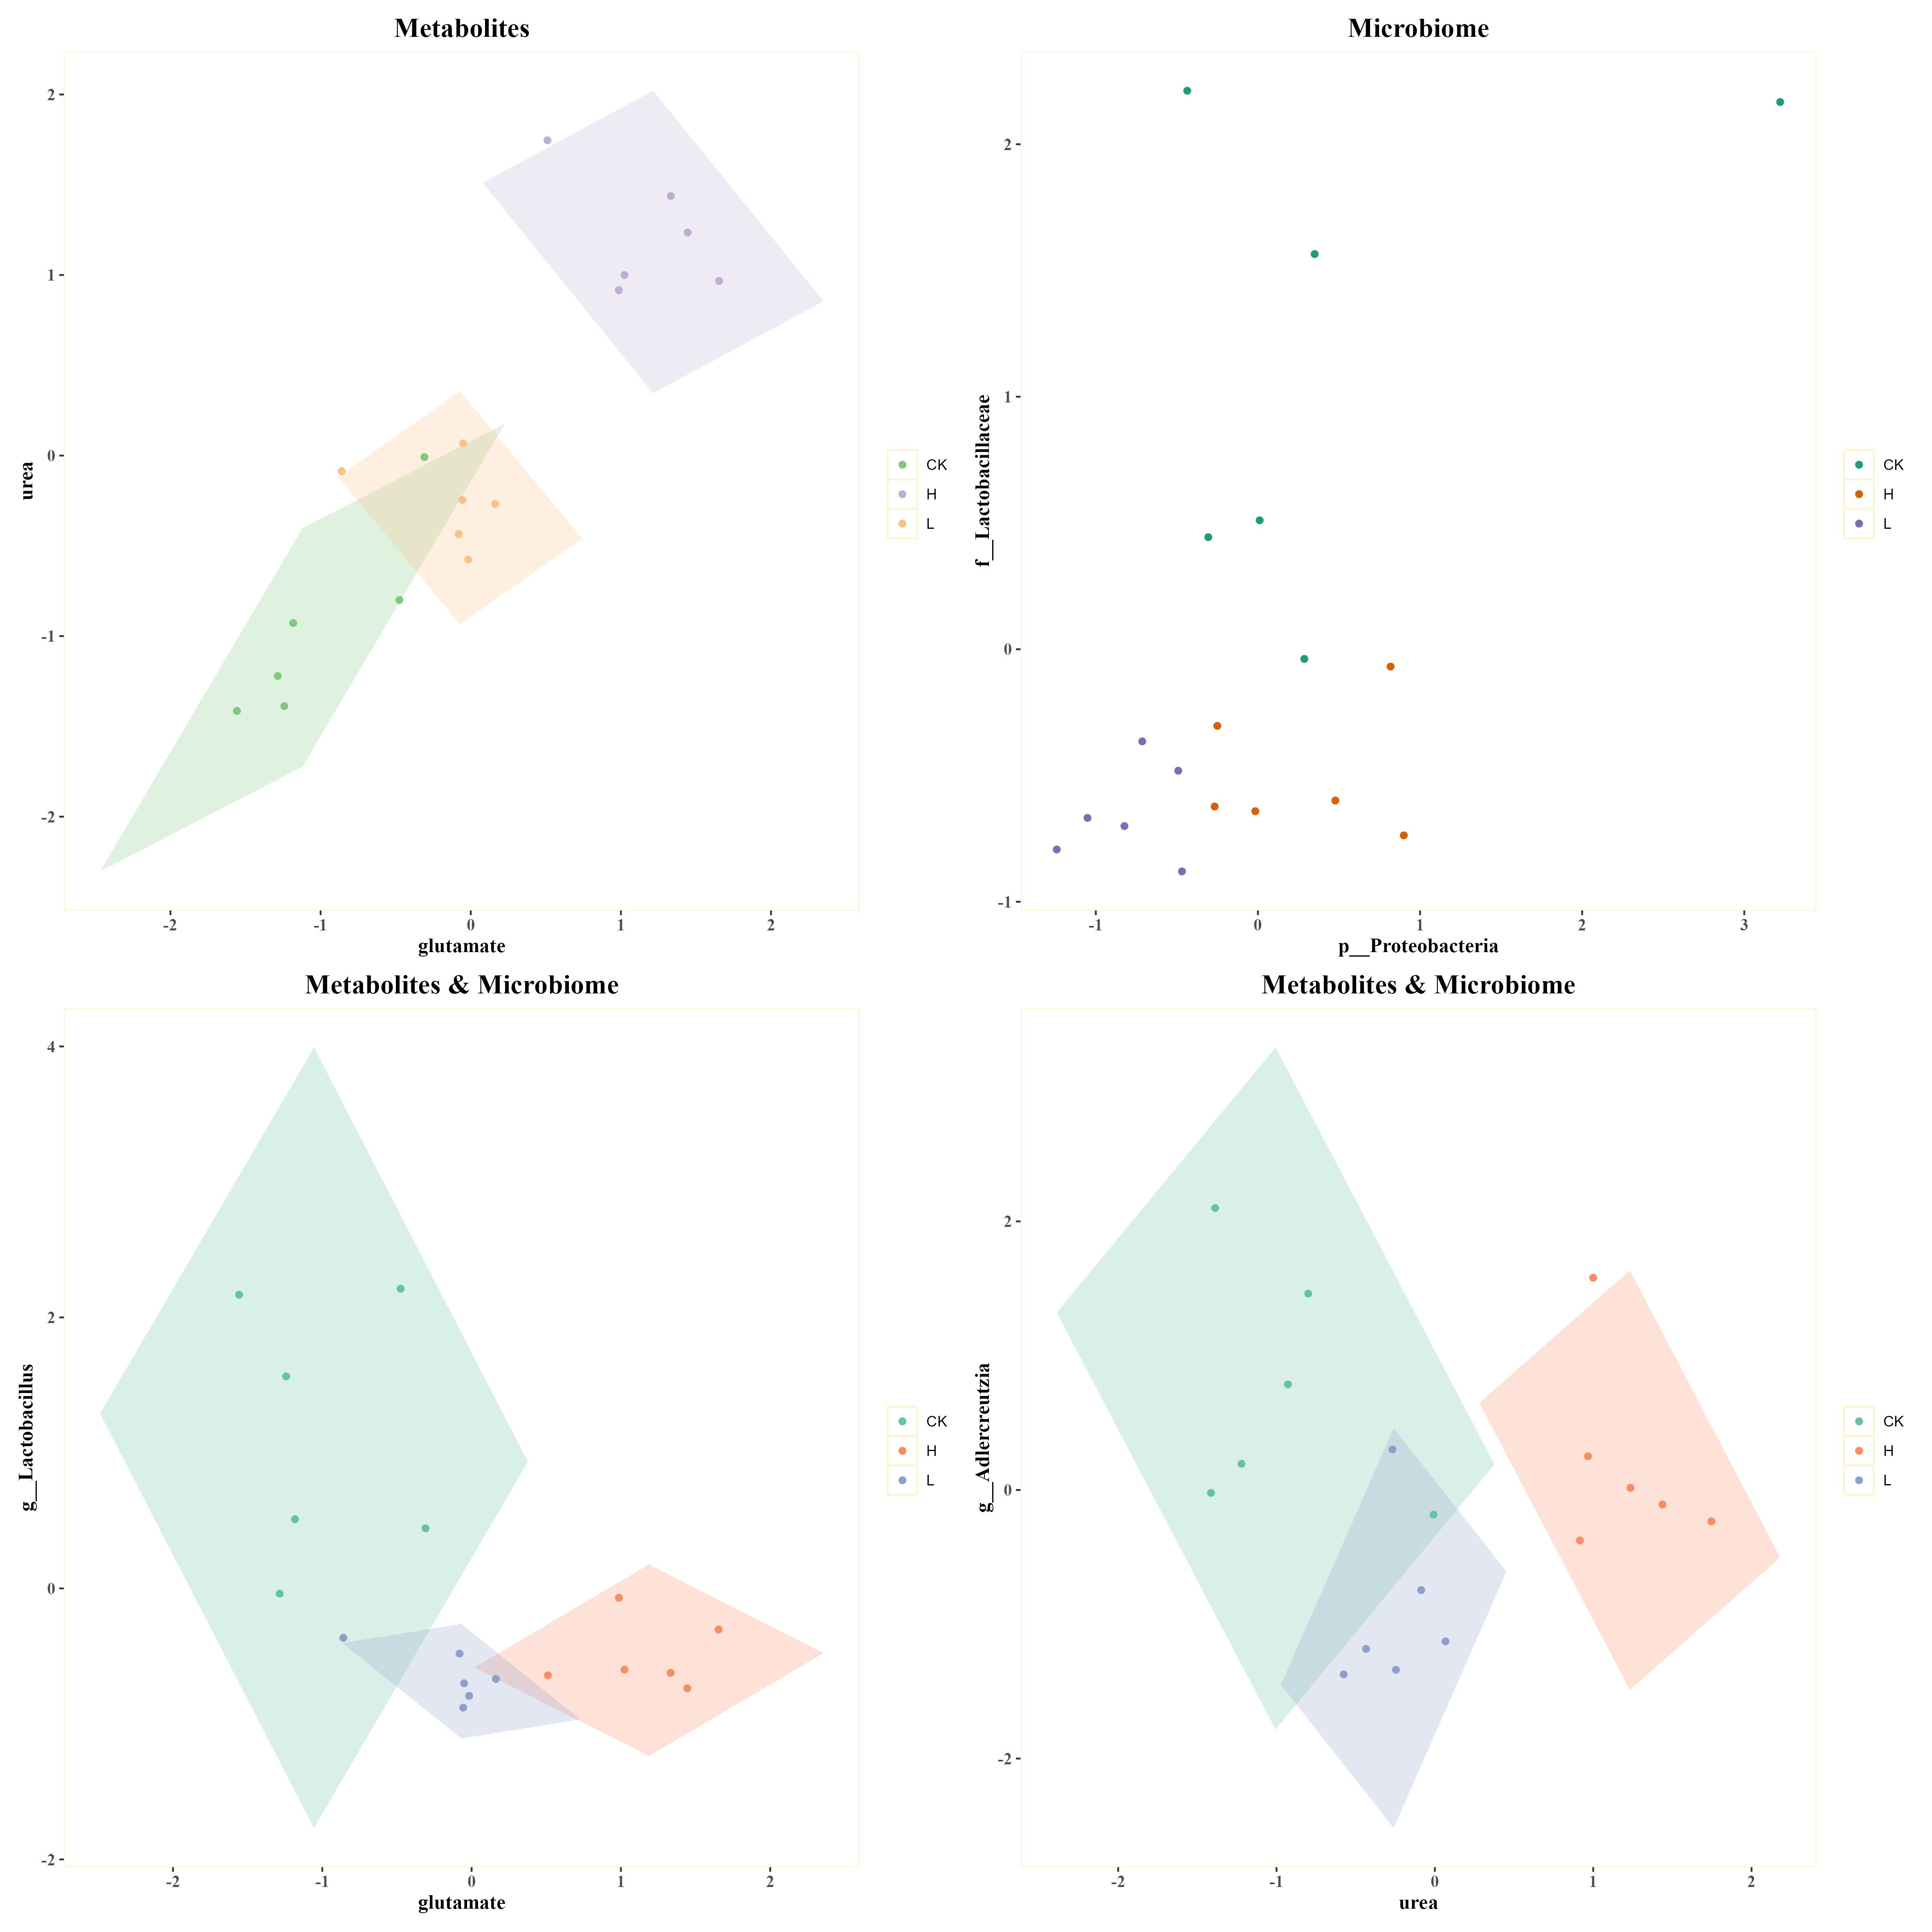 Metabolites
urea
2
1
0
-1
-2
-2 -1 0 1 2
glutamate
CK
H
L
Microbiome
f__Lactobacillaceae
2
1
0
-1
-1 0 1 2 3
p__Proteobacteria
CK
H
L
Metabolites & Microbiome
g__Lactobacillus
4
2
0
-2
-2 -1 0 1 2
glutamate
CK
H
L
Metabolites & Microbiome
g__Adlercreutzia
2
0
-2
-2 -1 0 1 2
urea
CK
H
L